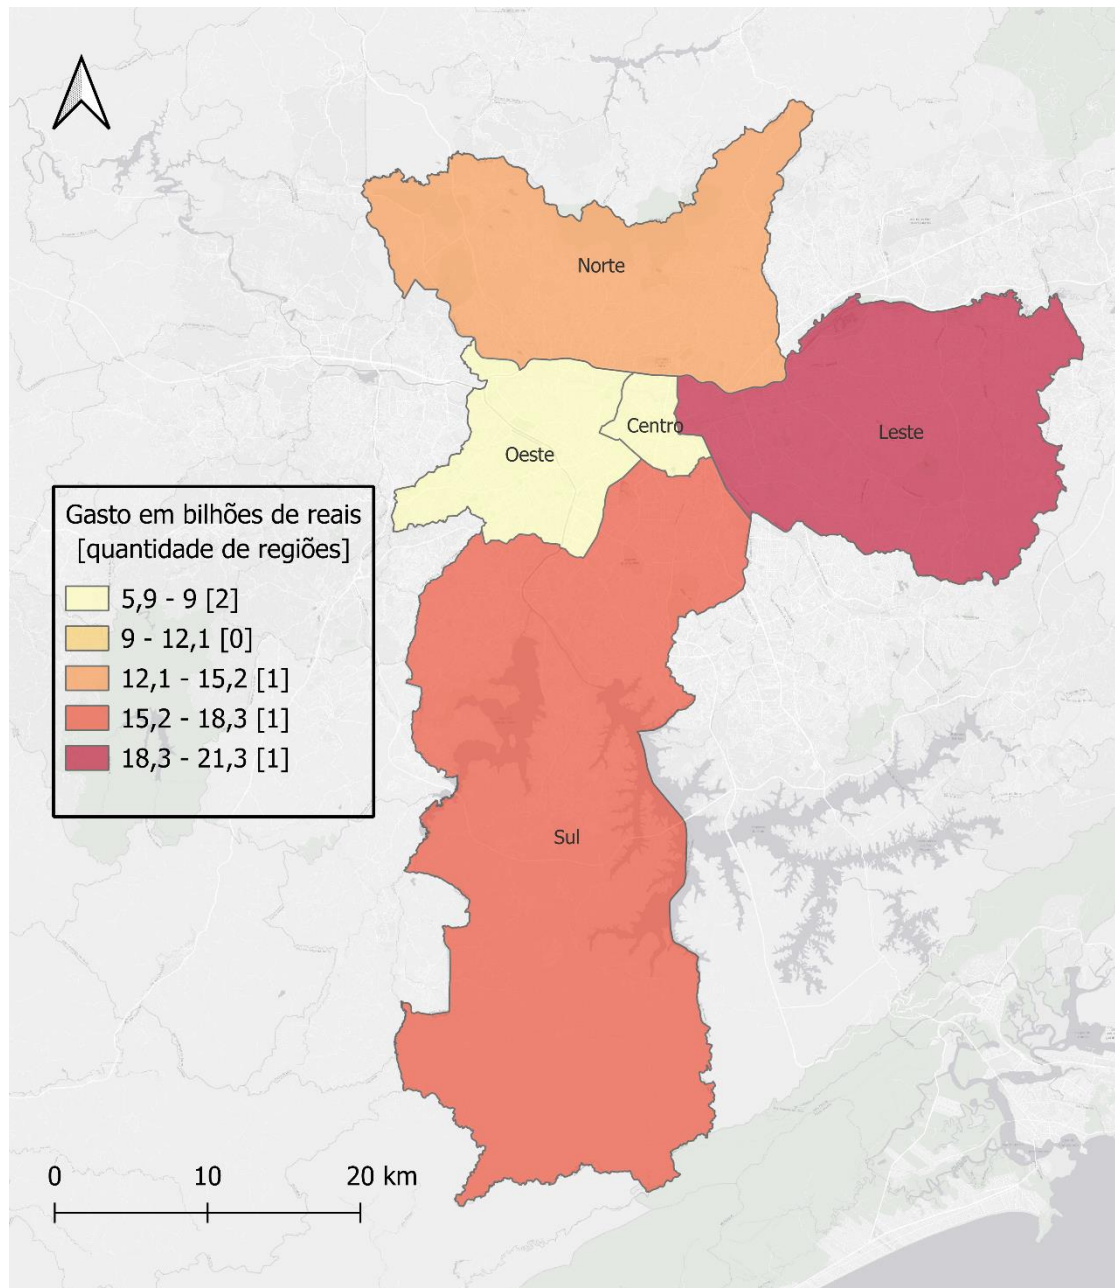 Norte
Centro
Leste
Oeste
Gasto em bilhões de reais
[quantidade de regiões]
5,9 - 9 [2]
9 - 12,1 [0]
12,1 - 15,2 [1]
15,2 - 18,3 [1]
18,3 - 21,3 [1]
Sul
0 10 20 km